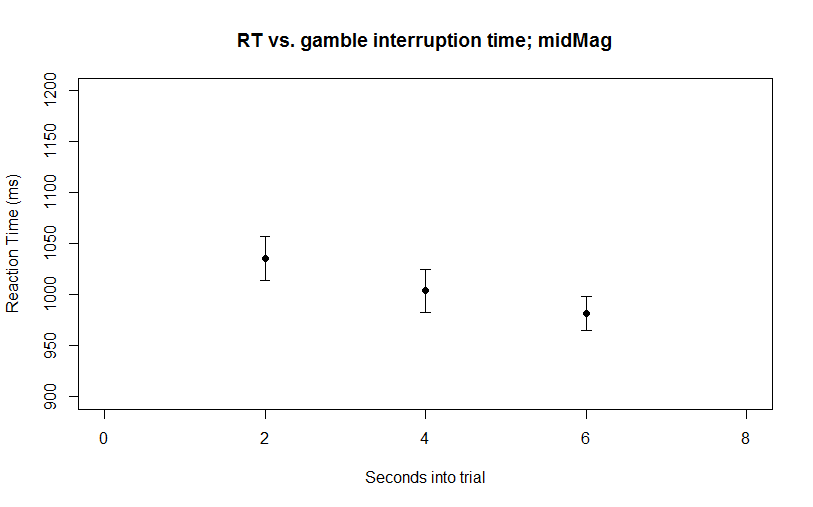 RT vs. gamble interruption time; midMag
Reaction Time (ms)
1200
1150
1100
1050
1000
950
900
0 2 4 6 8
Seconds into trial